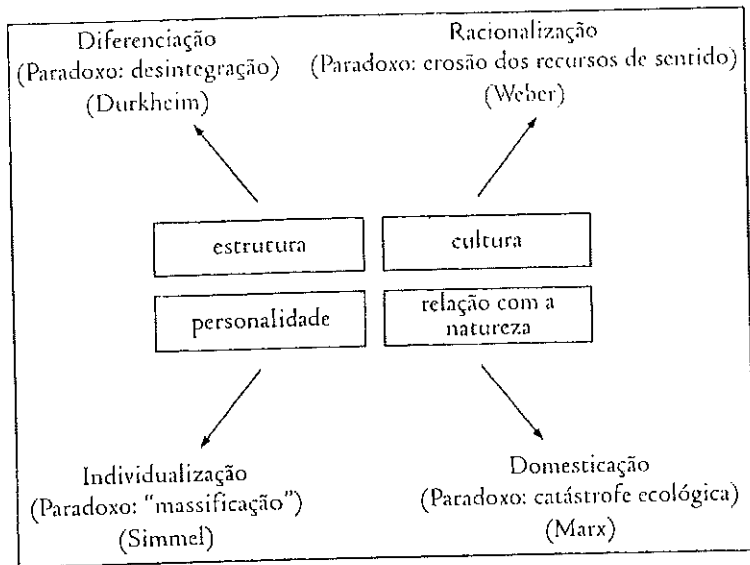 Diferenciação
(Paradoxo: desintegração)
(Durkheim)
Racionalização
(Paradoxo: erosão dos recursos de sentido)
(Weber)
estrutura
cultura
personalidade
relação com a
natureza
Individualização
(Paradoxo: “massificação”)
(Simmel)
Domesticação
(Paradoxo: catástrofe ecológica)
(Marx)